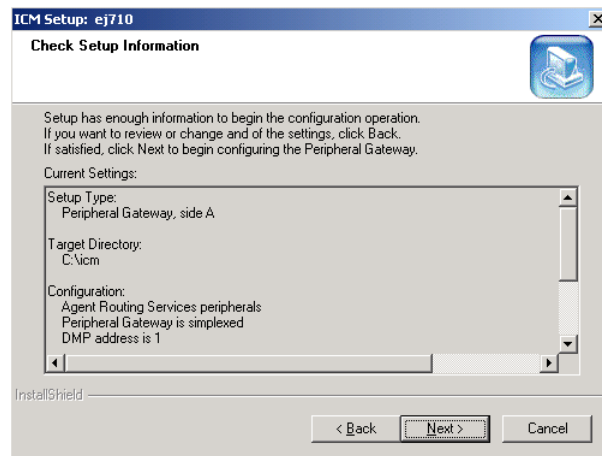 ICM Setup: ej710
Check Setup Information
Setup has enough information to begin the configuration operation.
If you want to review or change and of the settings, click Back.
If satisfied, click Next to begin configuring the Peripheral Gateway.
Current Settings:
Setup Type:
Peripheral Gateway, side A
Target Directory:
C:\icm
Configuration:
Agent Routing Services peripherals
Peripheral Gateway is simplexed
DMP address is 1
InstallShield
< Back
Next >
Cancel